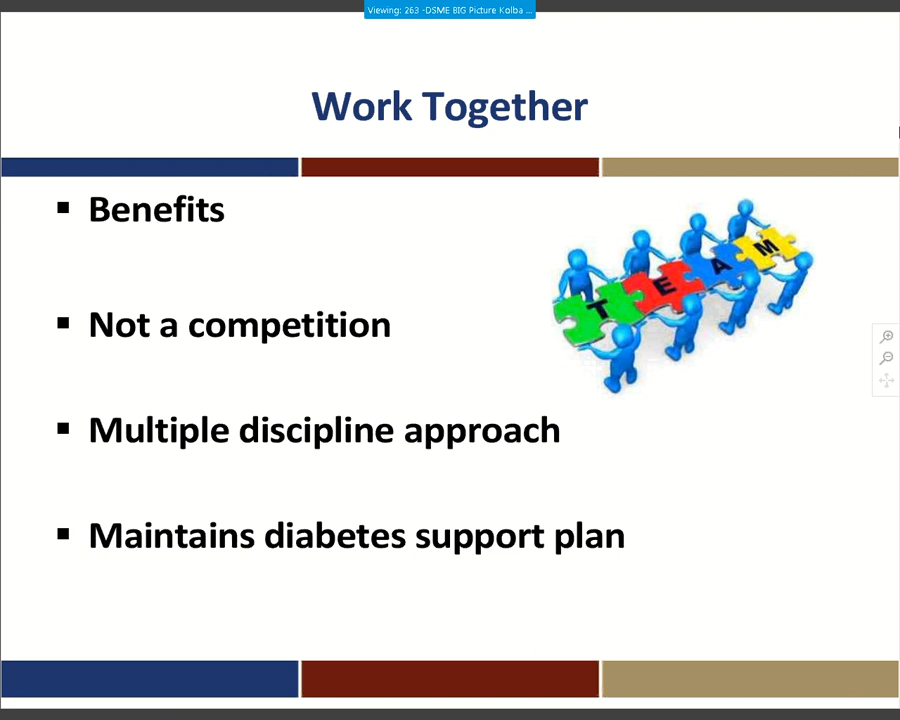 Viewing: 263 -DSME BIG Picture Kolba ...
Work Together
▪ Benefits
TEAM
▪ Not a competition
▪ Multiple discipline approach
▪ Maintains diabetes support plan